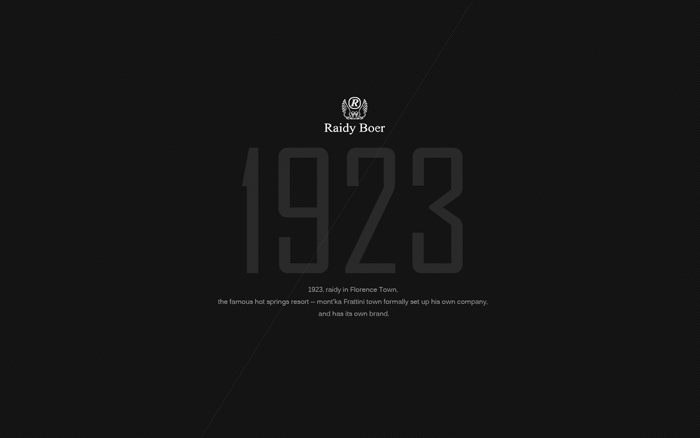 R
Raidy Boer
1923
1923, raidy in Florence Town,
the famous hot springs resort – mont'ka Frattini town formally set up his own company,
and has its own brand.